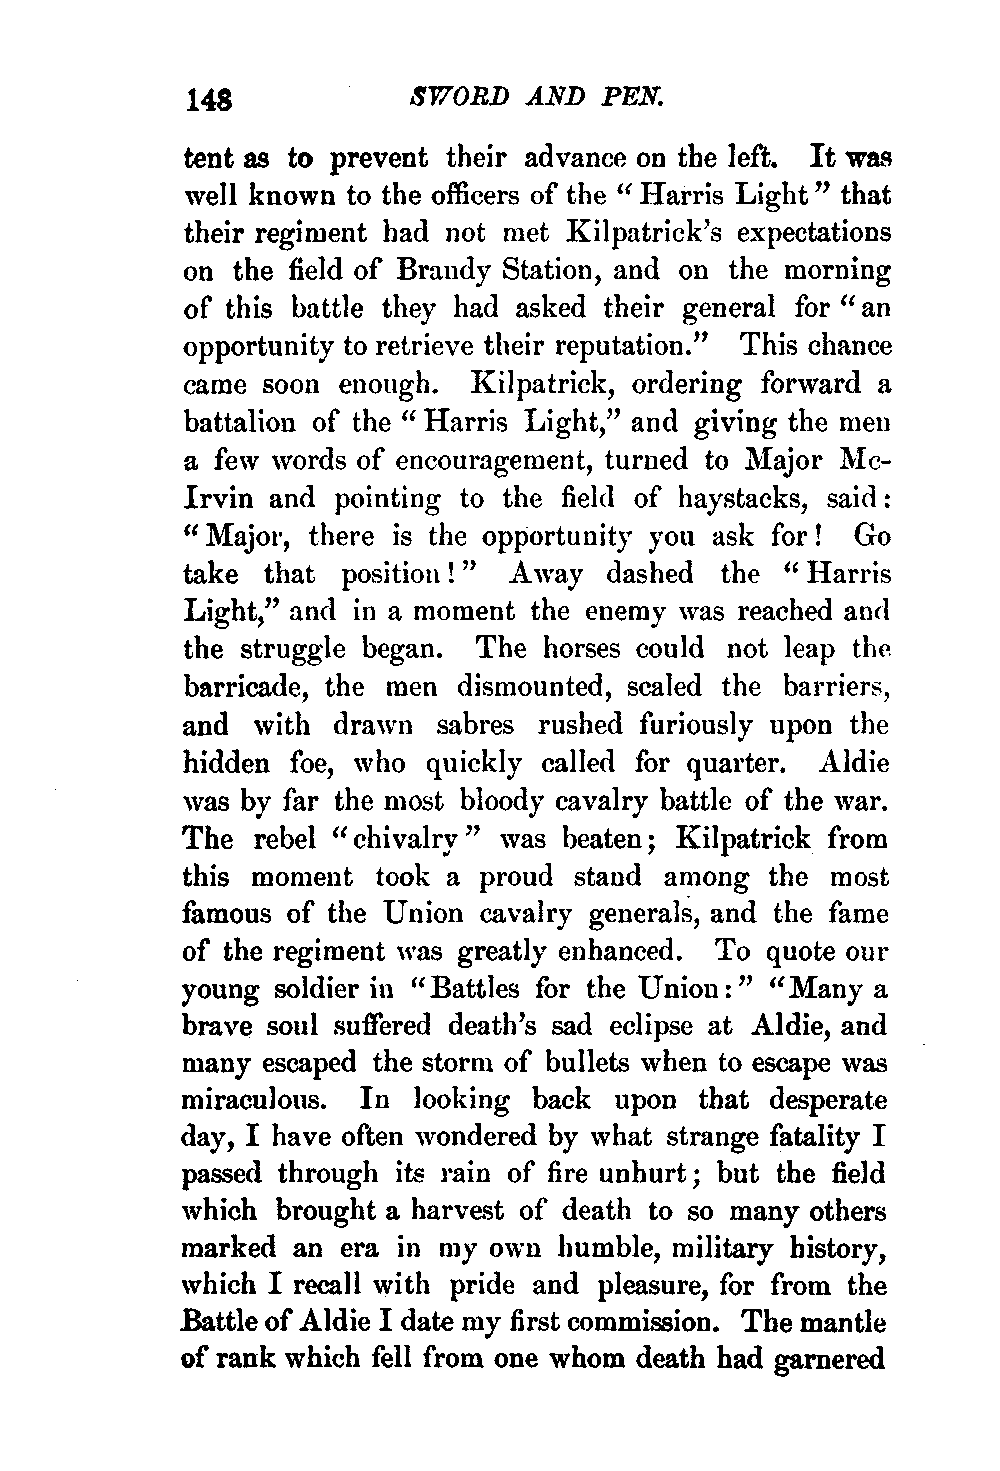 148 SWORD AND PEN.
tent as to prevent their advance on the left. It was
well known to the officers of the “ Harris Light ” that
their regiment had not met Kilpatrick’s expectations
on the field of Brandy Station, and on the morning
of this battle they had asked their general for “ an
opportunity to retrieve their reputation.” This chance
came soon enough. Kilpatrick, ordering forward a
battalion of the “ Harris Light,” and giving the men
a few words of encouragement, turned to Major Mc-
Irvin and pointing to the field of haystacks, said:
“ Major, there is the opportunity you ask for! Go
take that position!” Away dashed the “ Harris
Light,” and in a moment the enemy was reached and
the struggle began. The horses could not leap the
barricade, the men dismounted, scaled the barriers,
and with drawn sabres rushed furiously upon the
hidden foe, who quickly called for quarter. Aldie
was by far the most bloody cavalry battle of the war.
The rebel “chivalry” was beaten; Kilpatrick from
this moment took a proud stand among the most
famous of the Union cavalry generals, and the fame
of the regiment was greatly enhanced. To quote our
young soldier in “Battles for the Union:” “Many a
brave soul suffered death’s sad eclipse at Aldie, and
many escaped the storm of bullets when to escape was
miraculous. In looking back upon that desperate
day, I have often wondered by what strange fatality I
passed through its rain of fire unhurt; but the field
which brought a harvest of death to so many others
marked an era in my own humble, military history,
which I recall with pride and pleasure, for from the
Battle of Aldie I date my first commission. The mantle
of rank which fell from one whom death had garnered